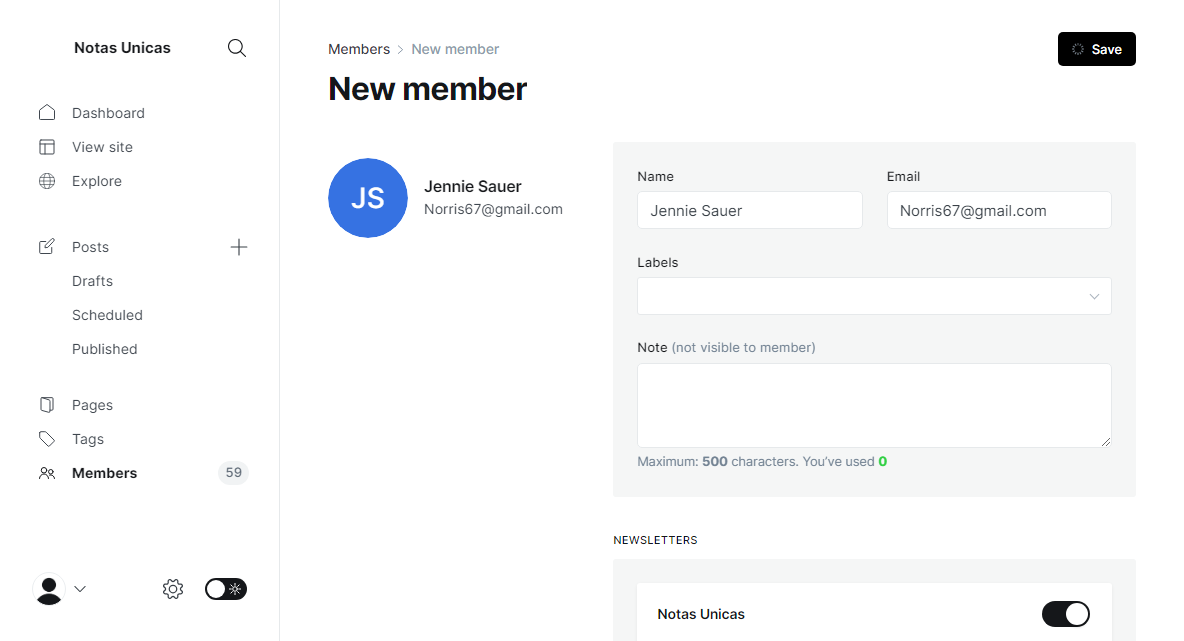 Notas Unicas
Dashboard
View site
Explore
Posts
Drafts
Scheduled
Published
Pages
Tags
Members 59
Members > New member
Save
New member
JS
Jennie Sauer
Norris67@gmail.com
Name Email
Jennie Sauer Norris67@gmail.com
Labels
Note (not visible to member)
Maximum: 500 characters. You’ve used 0
NEWSLETTERS
Notas Unicas